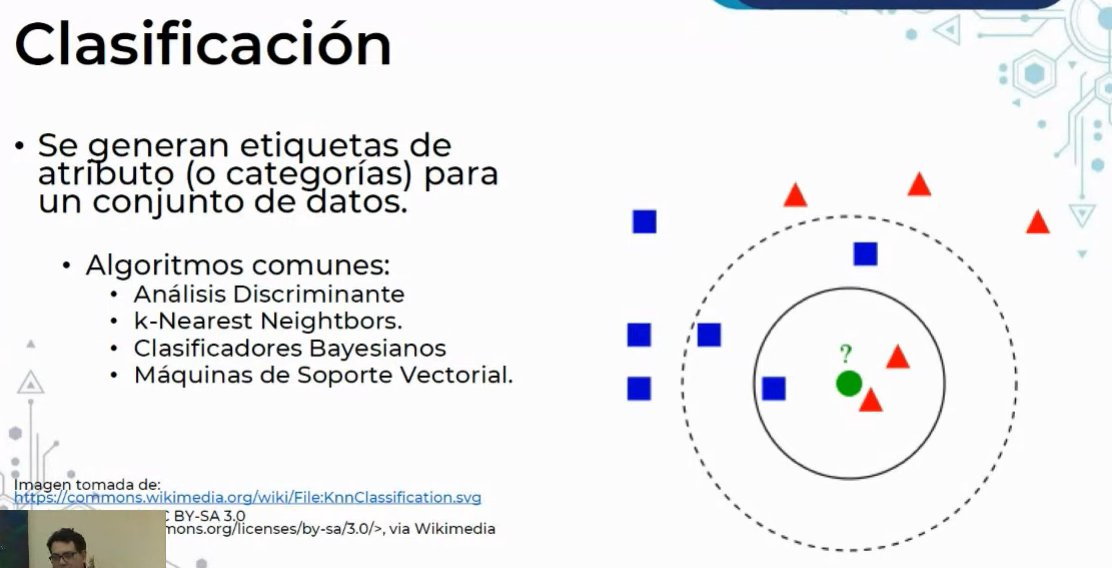 Clasificación
• Se generan etiquetas de
atributo (o categorías) para
un conjunto de datos.
• Algoritmos comunes:
• Análisis Discriminante
• k-Nearest Neightbors.
• Clasificadores Bayesianos
• Máquinas de Soporte Vectorial.
?
Imagen tomada de:
https://commons.wikimedia.org/wiki/File:KnnClassification.svg
BY-SA 3.0
mons.org/licenses/by-sa/3.0/>, via Wikimedia